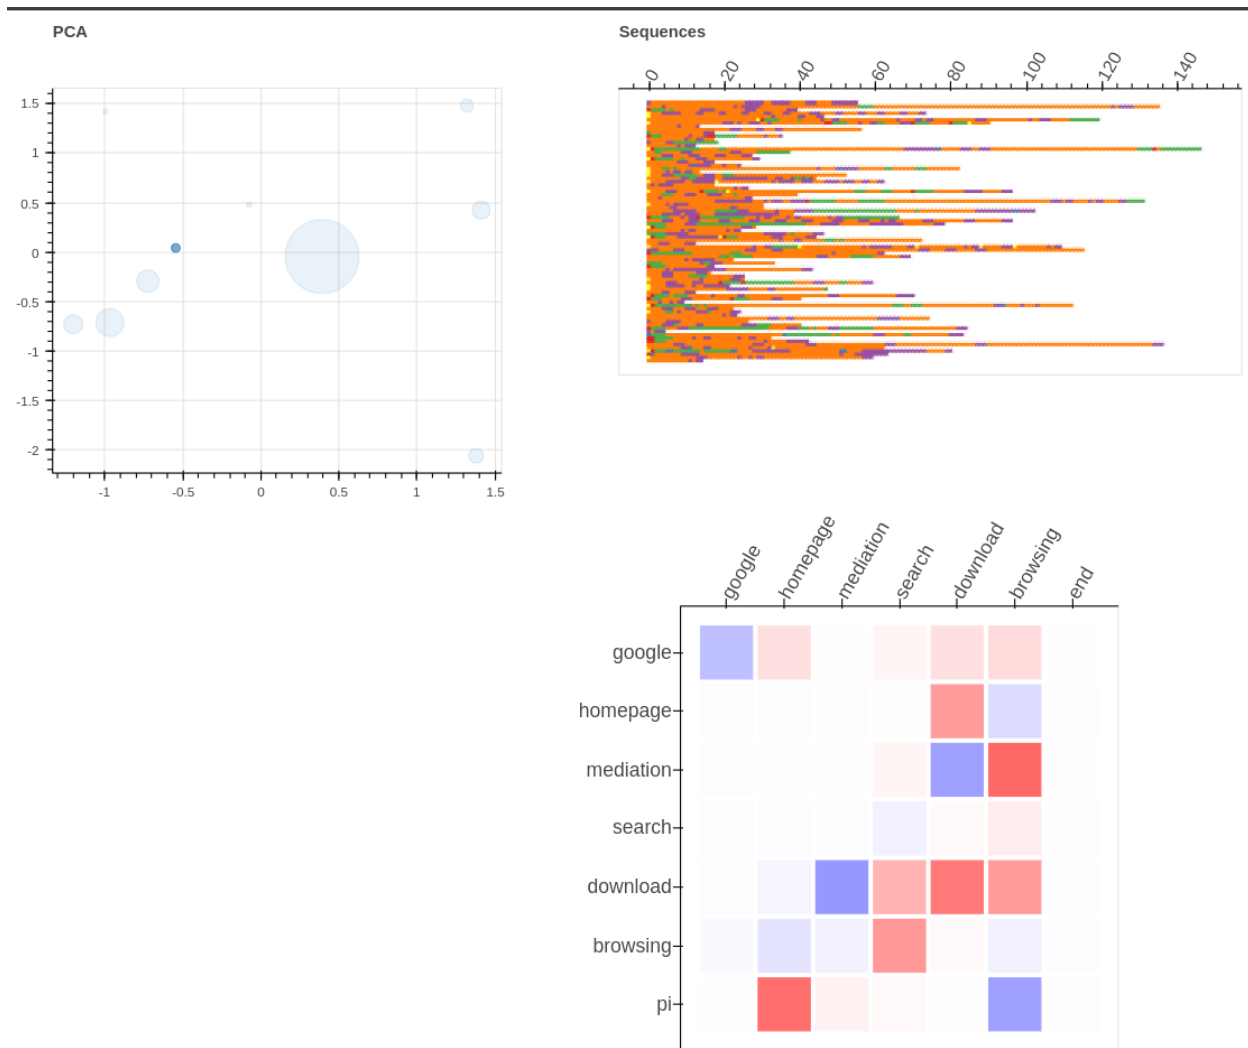 PCA
Sequences
0 20 40 60 80 100 120 140
1.5
1
0.5
0
-0.5
-1
-1.5
-2
-1 -0.5 0 0.5 1 1.5
google homepage mediation search download browsing end
google
homepage
mediation
search
download
browsing
pi